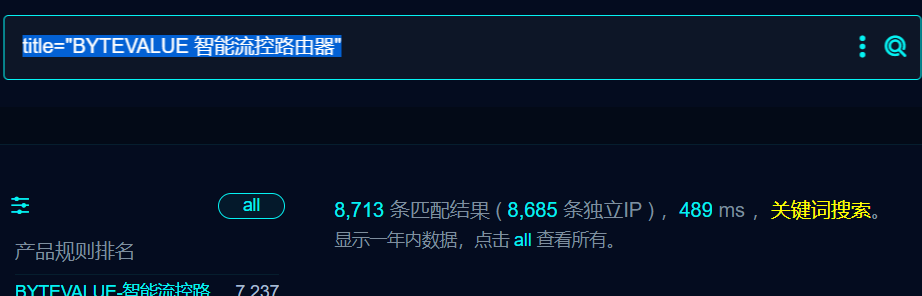 title="BYTEVALUE 智能流控路由器"
all
8,713 条匹配结果 ( 8,685 条独立IP ) ，489 ms ，关键词搜索。
显示一年内数据，点击 all 查看所有。
产品规则排名
BYTEVALUE-智能流控路 7,237